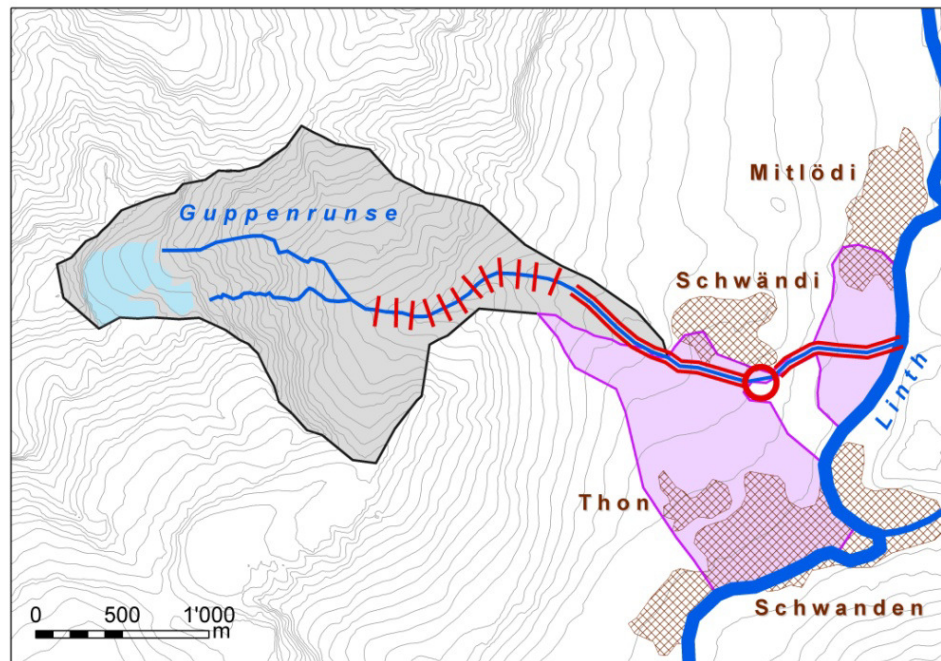 Mitlödi
Guppenrunse
Schwändi
Linth
Thon
Schwanden
0 500 1'000
m